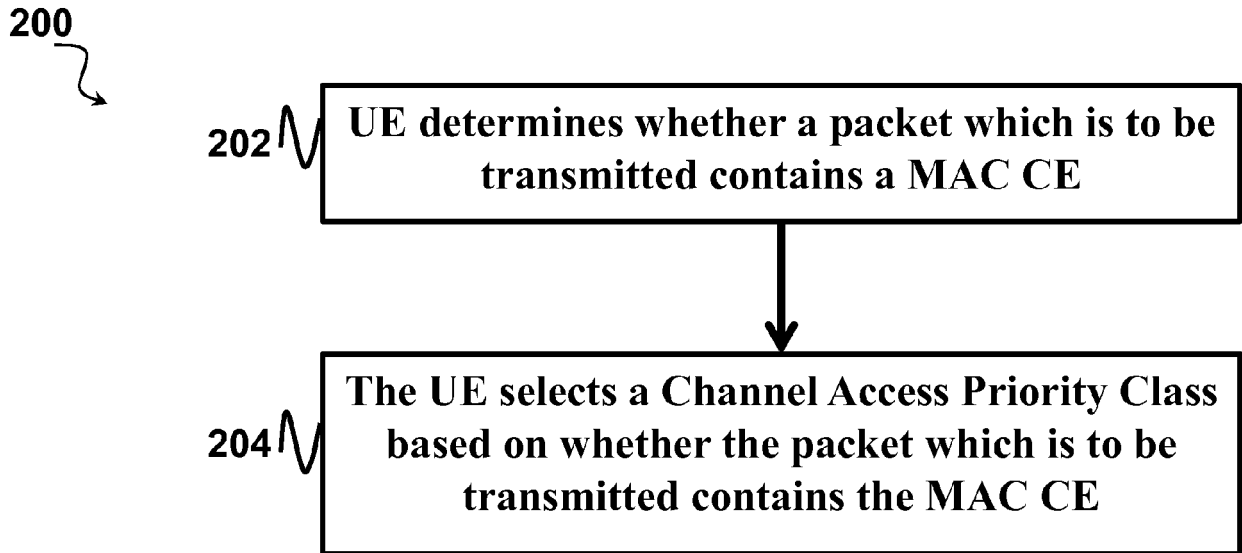 200
202
UE determines whether a packet which is to be
transmitted contains a MAC CE
204
The UE selects a Channel Access Priority Class
based on whether the packet which is to be
transmitted contains the MAC CE